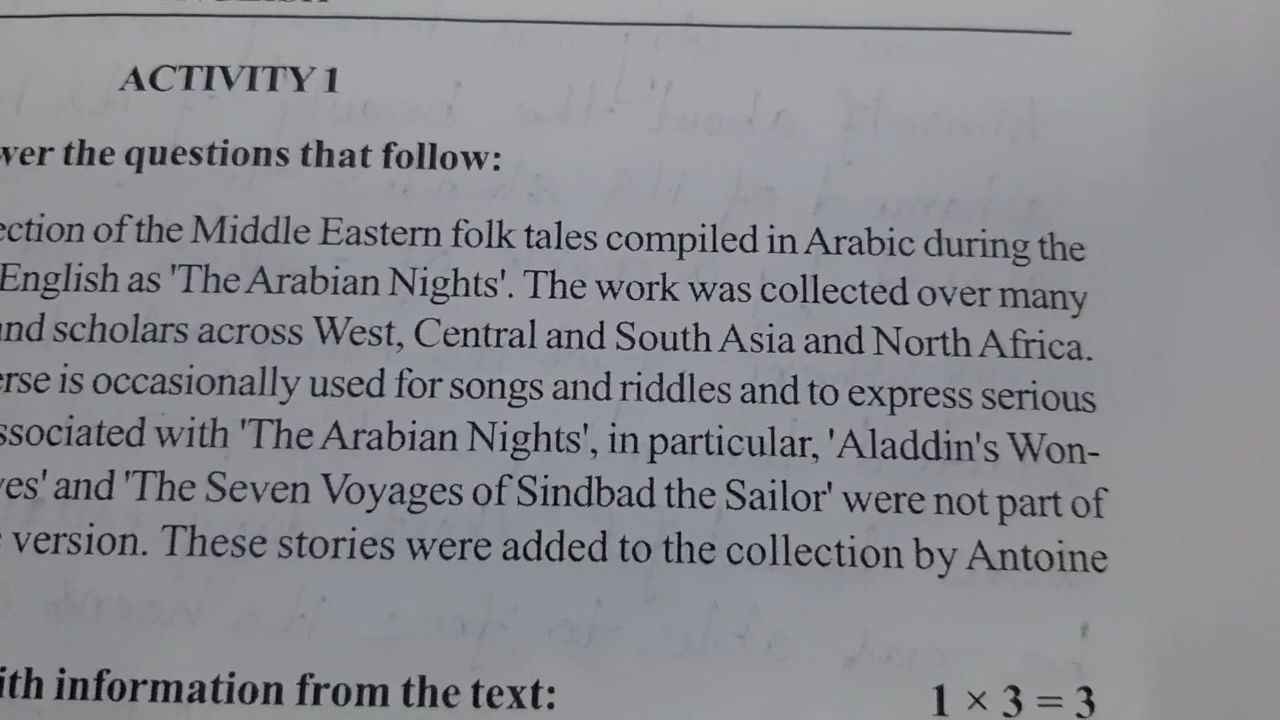 ACTIVITY 1
wer the questions that follow:
ection of the Middle Eastern folk tales compiled in Arabic during the
English as 'The Arabian Nights'. The work was collected over many
nd scholars across West, Central and South Asia and North Africa.
erse is occasionally used for songs and riddles and to express serious
ssociated with 'The Arabian Nights', in particular, 'Aladdin's Won-
ves' and 'The Seven Voyages of Sindbad the Sailor' were not part of
version. These stories were added to the collection by Antoine
ith information from the text: 1 × 3 = 3